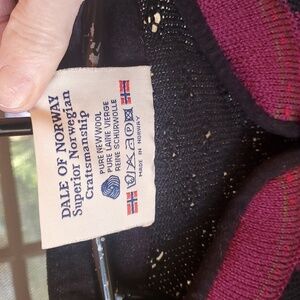 DALE OF NORWAY
Superior Norwegian
Craftsmanship
PURE NEW WOOL
PURE LAINE VIERGE
REINE SCHURWOLLE
MADE IN NORWAY